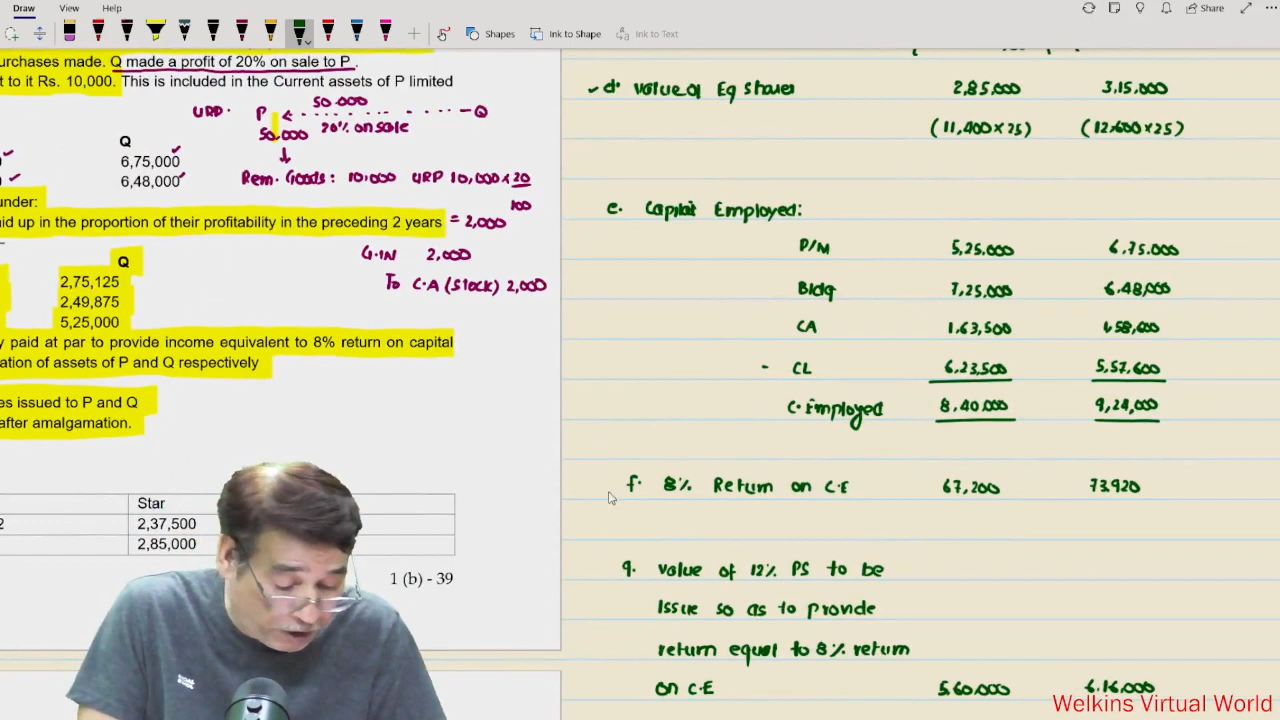 Draw View Help
Share
Shapes Ink to Shape Ink to Text
urchases made. Q made a profit of 20% on sale to P.
t to it Rs. 10,000. This is included in the Current assets of P limited
URP. P 50.000 Q
50.000 20% on sale
Q
6,75,000
6,48,000
Rem. Goods: 10,000 URP 10,000 x 20
100
under:
aid up in the proportion of their profitability in the preceding 2 years = 2,000
Q
G.IN 2,000
2,75,125
To C.A (Stock) 2,000
2,49,875
5,25,000
y paid at par to provide income equivalent to 8% return on capital
ation of assets of P and Q respectively
es issued to P and Q
after amalgamation.
Star
2 2,37,500
2,85,000
1 (b) - 39
d. Value of Eq Shares 2,85,000 3,15,000
(11,400x25) (12,600x25)
e. Capital Employed:
P/M 5,25,000 6,75,000
Bldg 7,25,000 6,48,000
CA 1,63,500 1,58,600
- CL 6,23,500 5,57,600
C. Employed 8,40,000 9,24,000
f. 8% Return on C.E 67,200 73,920
g. Value of 12% PS to be
Issue so as to provide
return equal to 8% return
on C.E 5,60,000 6,16,000
Welkins Virtual World